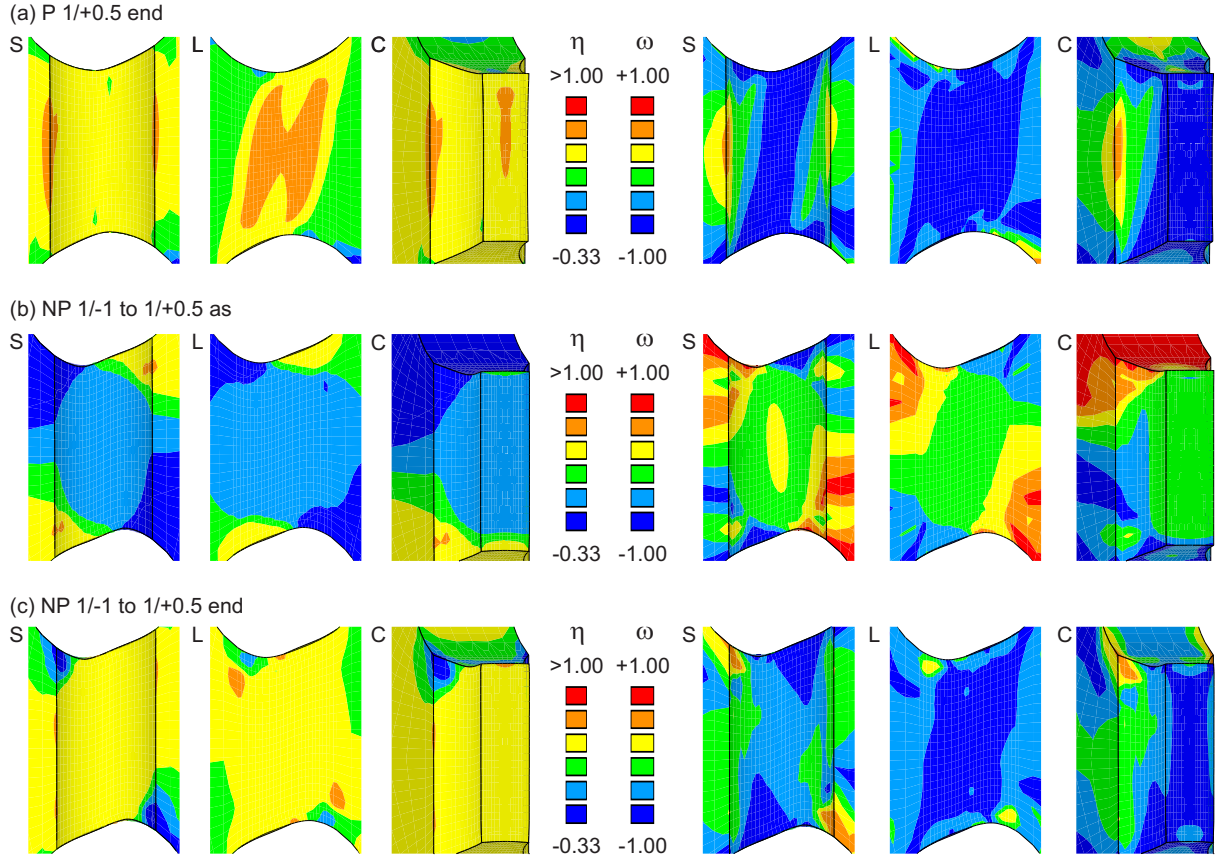 (a) P 1/+0.5 end
S L C η ω S L C
>1.00 +1.00
-0.33 -1.00
(b) NP 1/-1 to 1/+0.5 as
S L C η ω S L C
>1.00 +1.00
-0.33 -1.00
(c) NP 1/-1 to 1/+0.5 end
S L C η ω S L C
>1.00 +1.00
-0.33 -1.00